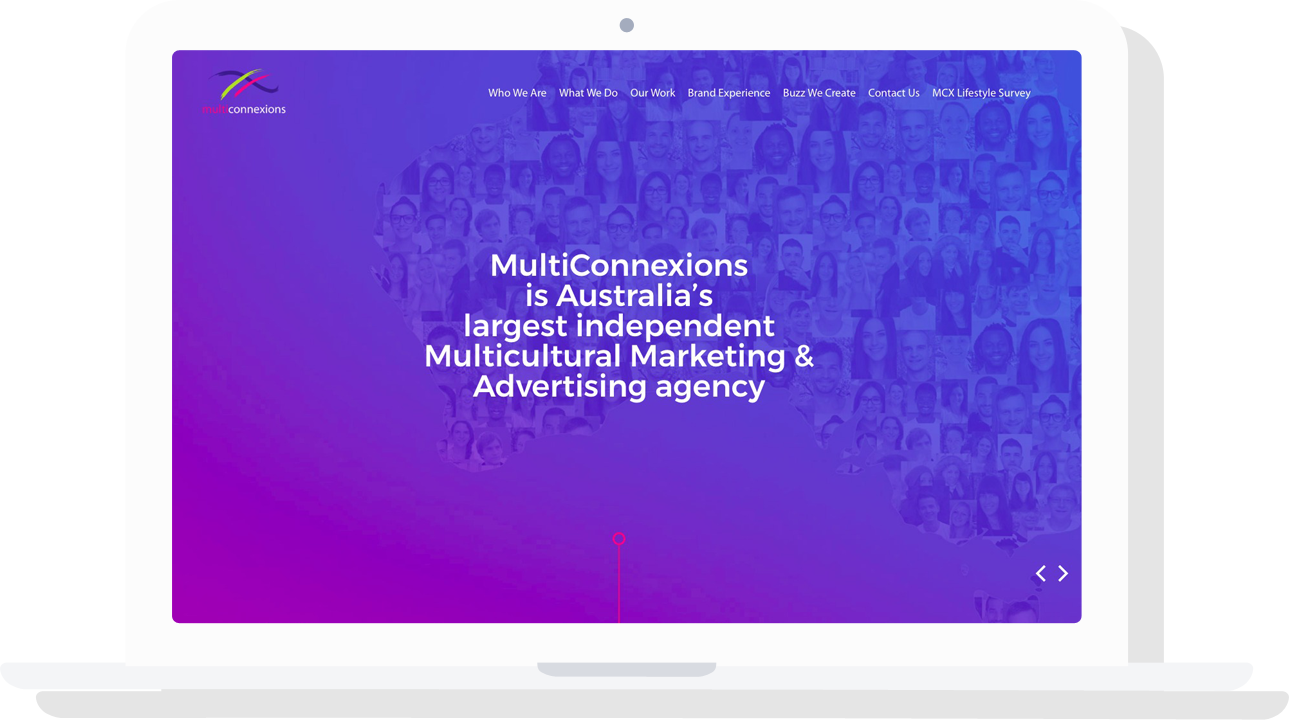 multiconnexions
Who We Are What We Do Our Work Brand Experience Buzz We Create Contact Us MCX Lifestyle Survey
MultiConnexions
is Australia’s
largest independent
Multicultural Marketing &
Advertising agency